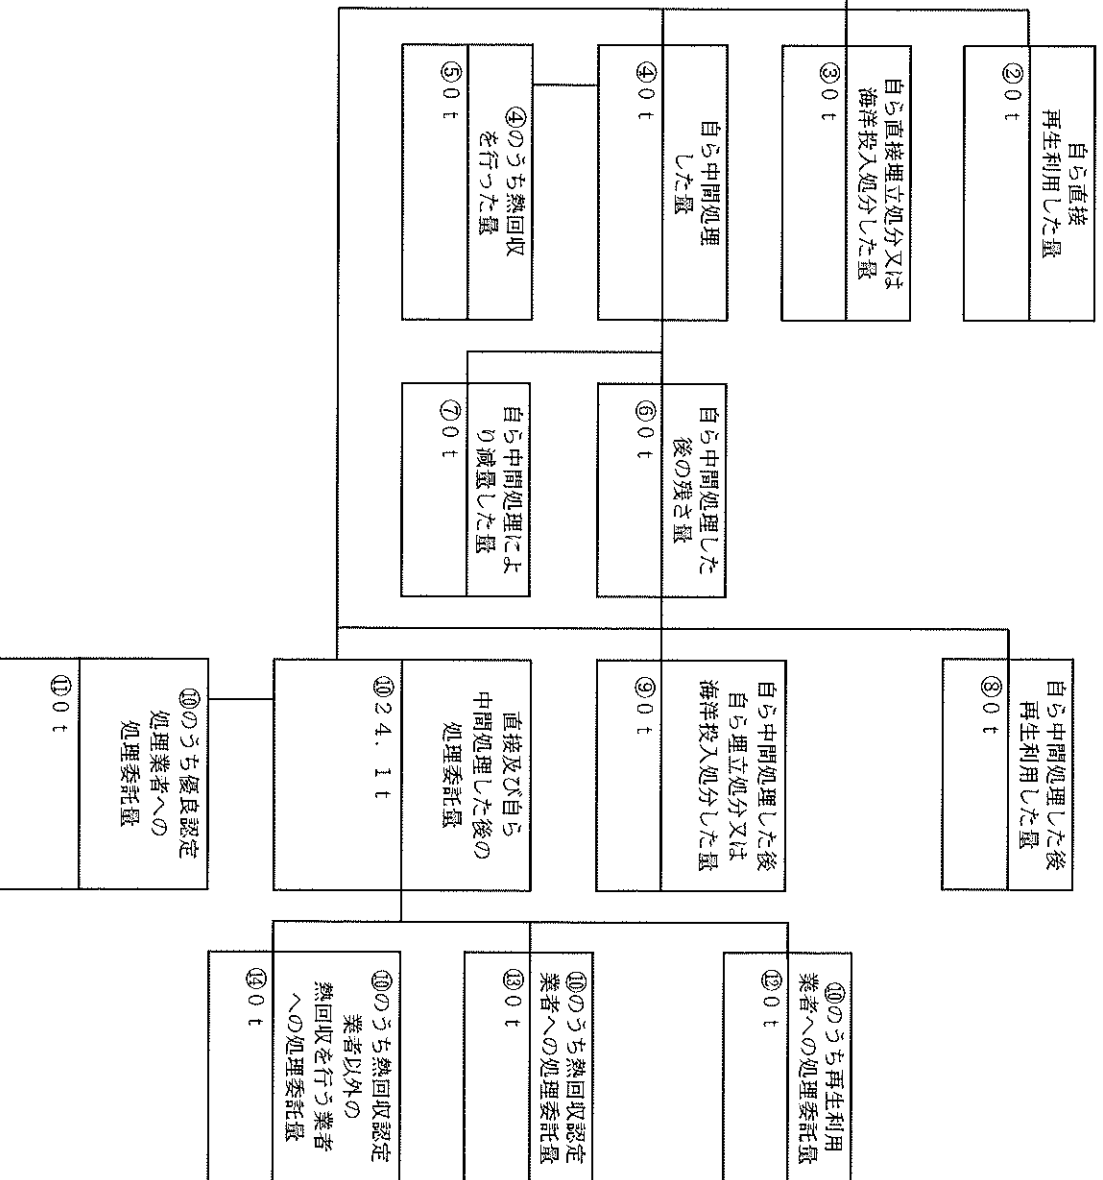 自ら直接
再生利用した量
②0 t
自ら直接埋立処分又は
海洋投入処分した量
③0 t
自ら中間処理
した量
④0 t
④のうち熱回収
を行った量
⑤0 t
自ら中間処理した
後の残さ量
⑥0 t
自ら中間処理によ
り減量した量
⑦0 t
自ら中間処理した後
再生利用した量
⑧0 t
自ら中間処理した後
自ら埋立処分又は
海洋投入処分した量
⑨0 t
直接及び自ら
中間処理した後の
処理委託量
⑩24.1t
⑩のうち優良認定
処理業者への
処理委託量
⑪0 t
⑩のうち再生利用
業者への処理委託量
⑫0 t
⑩のうち熱回収認定
業者への処理委託量
⑬0 t
⑩のうち熱回収認定
業者以外の
熱回収を行う業者
への処理委託量
⑭0 t